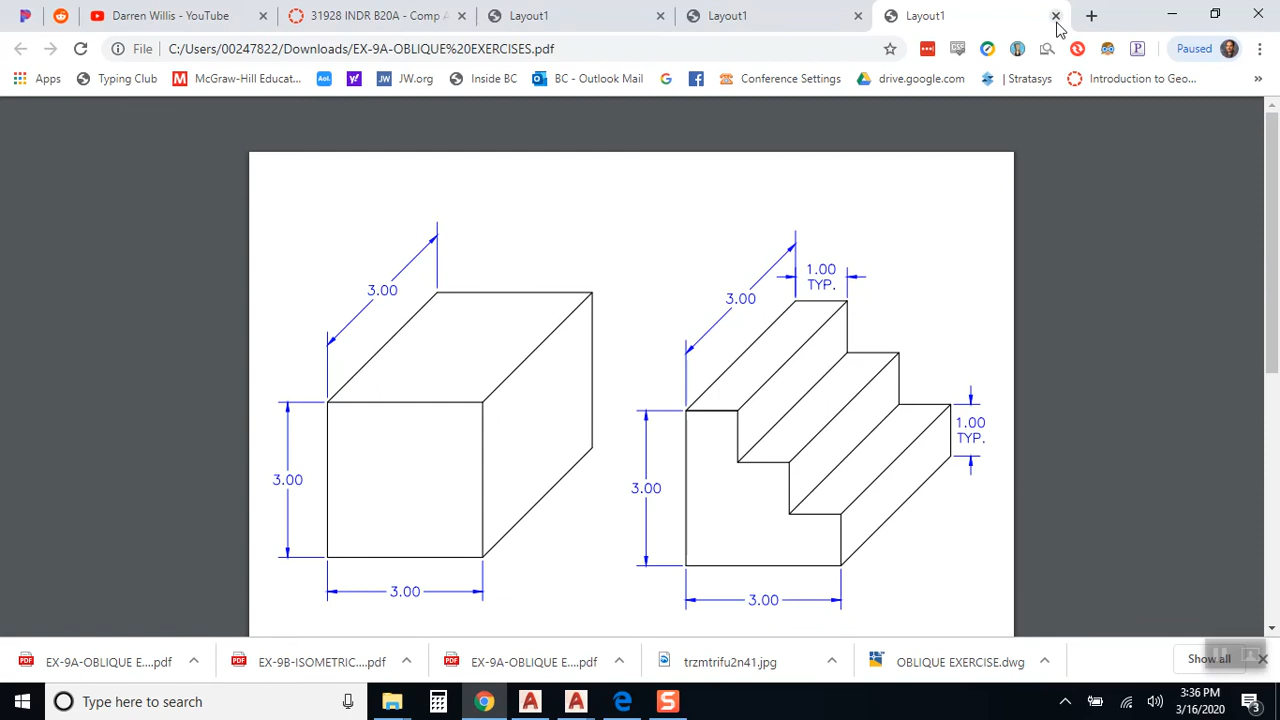 Darren Willis - YouTube
31928 INDR B20A - Comp A
Layout1
Layout1
Layout1
File
C:/Users/00247822/Downloads/EX-9A-OBLIQUE%20EXERCISES.pdf
Paused
Apps
Typing Club
McGraw-Hill Educat...
Aol.
JW.org
Inside BC
BC - Outlook Mail
Conference Settings
drive.google.com
| Stratasys
Introduction to Geo...
»
3.00
3.00
1.00
TYP.
3.00
3.00
1.00
TYP.
3.00
3.00
EX-9A-OBLIQUE E....pdf
EX-9B-ISOMETRIC....pdf
EX-9A-OBLIQUE E....pdf
trzmtrifu2n41.jpg
OBLIQUE EXERCISE.dwg
Show all
Type here to search
3:36 PM
3/16/2020
3